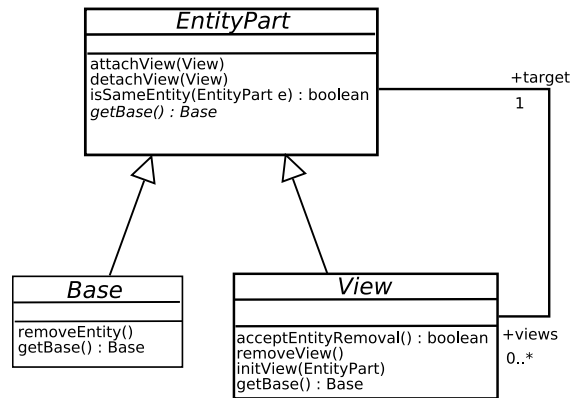 EntityPart
attachView(View)
detachView(View)
isSameEntity(EntityPart e) : boolean
getBase() : Base
+target
1
Base
removeEntity()
getBase() : Base
View
acceptEntityRemoval() : boolean
removeView()
initView(EntityPart)
getBase() : Base
+views
0..*